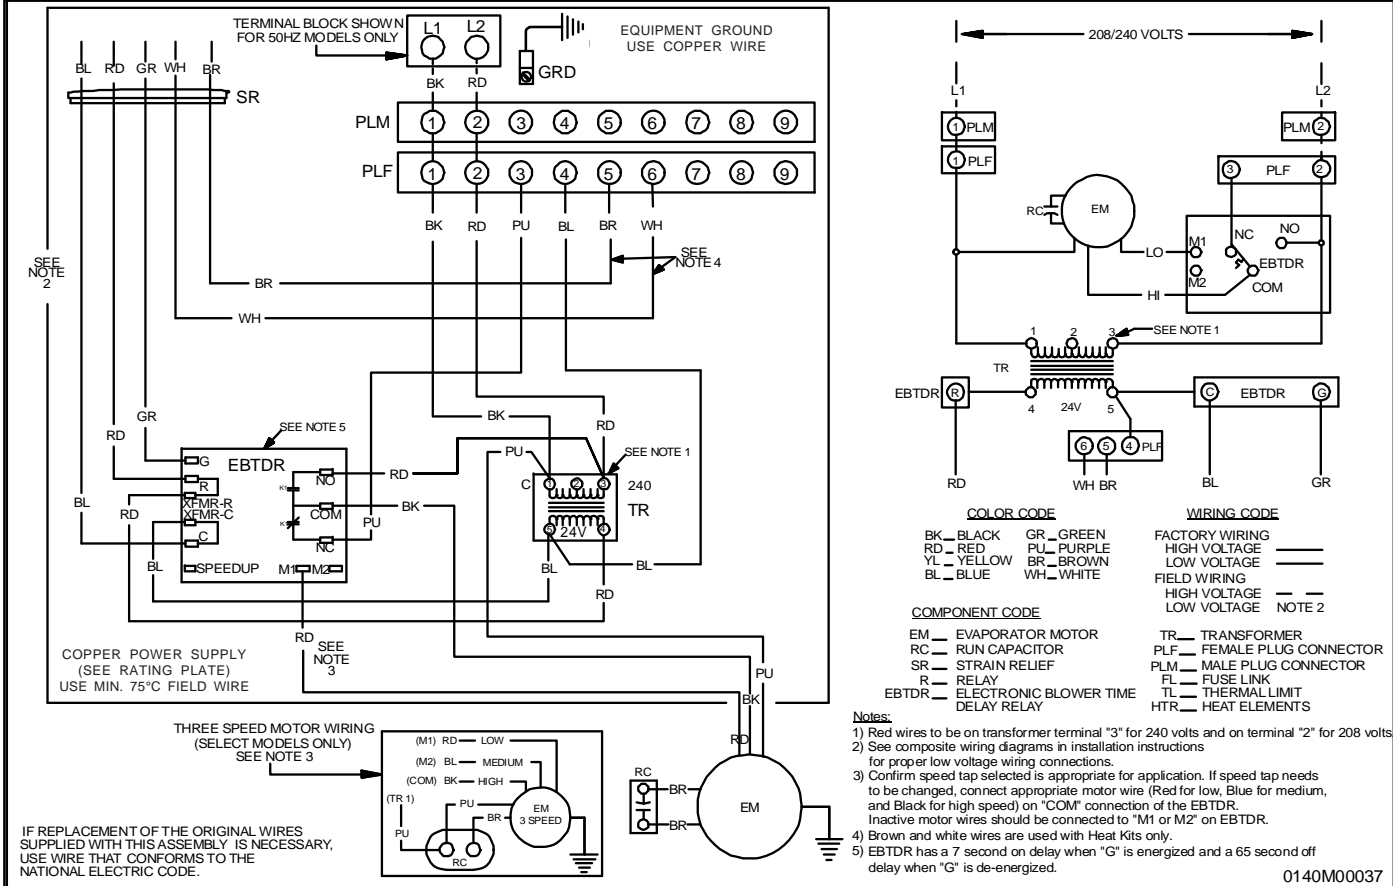 TERMINAL BLOCK SHOWN
FOR 50HZ MODELS ONLY
L1 L2
EQUIPMENT GROUND
USE COPPER WIRE
GRD
BL RD GR WH BR
SR
BK RD
PLM 1 2 3 4 5 6 7 8 9
PLF 1 2 3 4 5 6 7 8 9
BK RD PU BL BR WH
SEE
NOTE 4
SEE
NOTE
2
BR
WH
GR
RD
BL
RD
BL
SEE NOTE 5
EBTDR
G
R
XFMR-R
XFMR-C
C
SPEEDUP
K1
K1
NO
COM
NC
M1 M2
RD
BK
PU
BK
PU
RD
SEE NOTE 1
C 1 2 3 240
TR
24V
5 4
BL
BL
RD
RD
SEE
NOTE
3
PU
BK
RD
COPPER POWER SUPPLY
(SEE RATING PLATE)
USE MIN. 75°C FIELD WIRE
THREE SPEED MOTOR WIRING
(SELECT MODELS ONLY)
SEE NOTE 3
(M1) RD LOW
(M2) BL MEDIUM
(COM) BK HIGH
(TR 1)
PU
PU
BR
EM
3 SPEED
RC
RC
BR
BR
EM
IF REPLACEMENT OF THE ORIGINAL WIRES
SUPPLIED WITH THIS ASSEMBLY IS NECESSARY,
USE WIRE THAT CONFORMS TO THE
NATIONAL ELECTRIC CODE.
208/240 VOLTS
L1 L2
1 PLM
PLM 2
1 PLF
3 PLF 2
RC
EM
LO
HI
M1
M2
NC
NO
EBTDR
COM
1 2 3
SEE NOTE 1
TR
4 24V 5
EBTDR R
C EBTDR G
6 5 4 PLF
RD
WH BR
BL
GR
COLOR CODE
BK BLACK
RD RED
YL YELLOW
BL BLUE
GR GREEN
PU PURPLE
BR BROWN
WH WHITE
WIRING CODE
FACTORY WIRING
HIGH VOLTAGE
LOW VOLTAGE
FIELD WIRING
HIGH VOLTAGE
LOW VOLTAGE NOTE 2
COMPONENT CODE
EM EVAPORATOR MOTOR
RC RUN CAPACITOR
SR STRAIN RELIEF
R RELAY
EBTDR ELECTRONIC BLOWER TIME
DELAY RELAY
TR TRANSFORMER
PLF FEMALE PLUG CONNECTOR
PLM MALE PLUG CONNECTOR
FL FUSE LINK
TL THERMAL LIMIT
HTR HEAT ELEMENTS
Notes:
1) Red wires to be on transformer terminal "3" for 240 volts and on terminal "2" for 208 volts
2) See composite wiring diagrams in installation instructions
for proper low voltage wiring connections.
3) Confirm speed tap selected is appropriate for application. If speed tap needs
to be changed, connect appropriate motor wire (Red for low, Blue for medium,
and Black for high speed) on "COM" connection of the EBTDR.
Inactive motor wires should be connected to "M1 or M2" on EBTDR.
4) Brown and white wires are used with Heat Kits only.
5) EBTDR has a 7 second on delay when "G" is energized and a 65 second off
delay when "G" is de-energized.
0140M00037